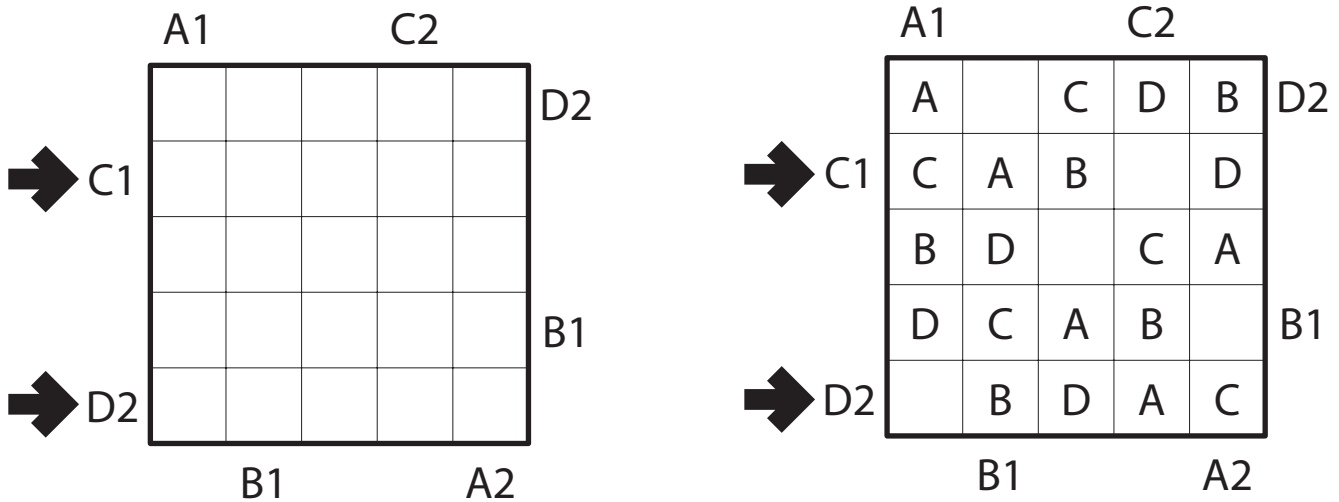 A1 C2
D2
C1
B1
D2
B1 A2
A1 C2
A C D B D2
C1 C A B D
B D C A
D C A B B1
D2 B D A C
B1 A2